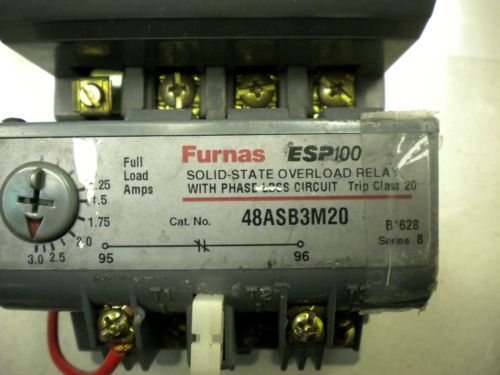 Furnas ESP100
SOLID-STATE OVERLOAD RELAY
WITH PHASE LOSS CIRCUIT Trip Class 20
Cat. No. 48ASB3M20
B*628
Series B
Full
Load
Amps
1.25
1.5
1.75
2.0
2.5
3.0
95 96
T1